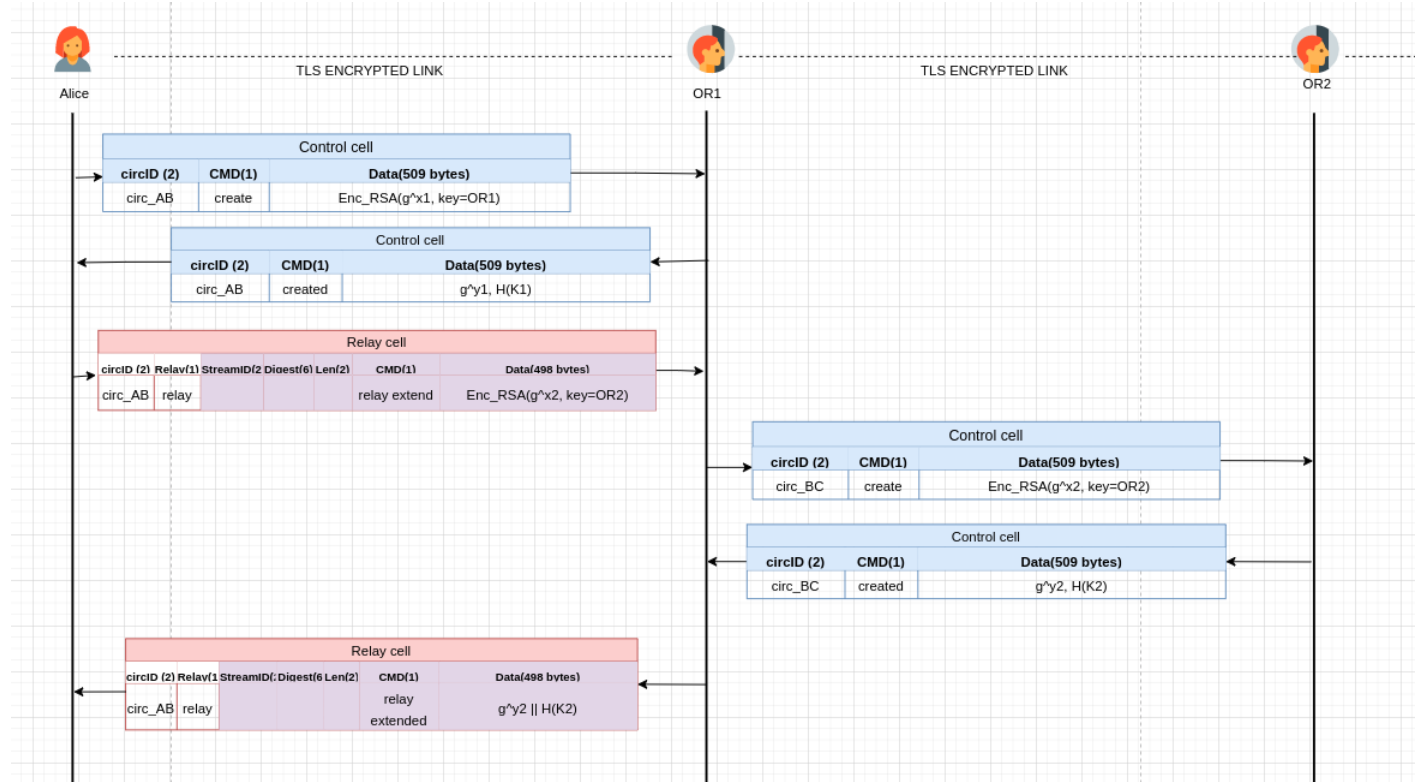 TLS ENCRYPTED LINK
TLS ENCRYPTED LINK
Alice
OR1
OR2
Control cell
circID (2) CMD(1) Data(509 bytes)
circ_AB create Enc_RSA(g^x1, key=OR1)
Control cell
circID (2) CMD(1) Data(509 bytes)
circ_AB created g^y1, H(K1)
Relay cell
circID (2) Relay(1) StreamID(2 Digest(6) Len(2) CMD(1) Data(498 bytes)
circ_AB relay relay extend Enc_RSA(g^x2, key=OR2)
Control cell
circID (2) CMD(1) Data(509 bytes)
circ_BC create Enc_RSA(g^x2, key=OR2)
Control cell
circID (2) CMD(1) Data(509 bytes)
circ_BC created g^y2, H(K2)
Relay cell
circID (2) Relay(1 StreamID(2 Digest(6 Len(2) CMD(1) Data(498 bytes)
circ_AB relay relay extended g^y2 || H(K2)